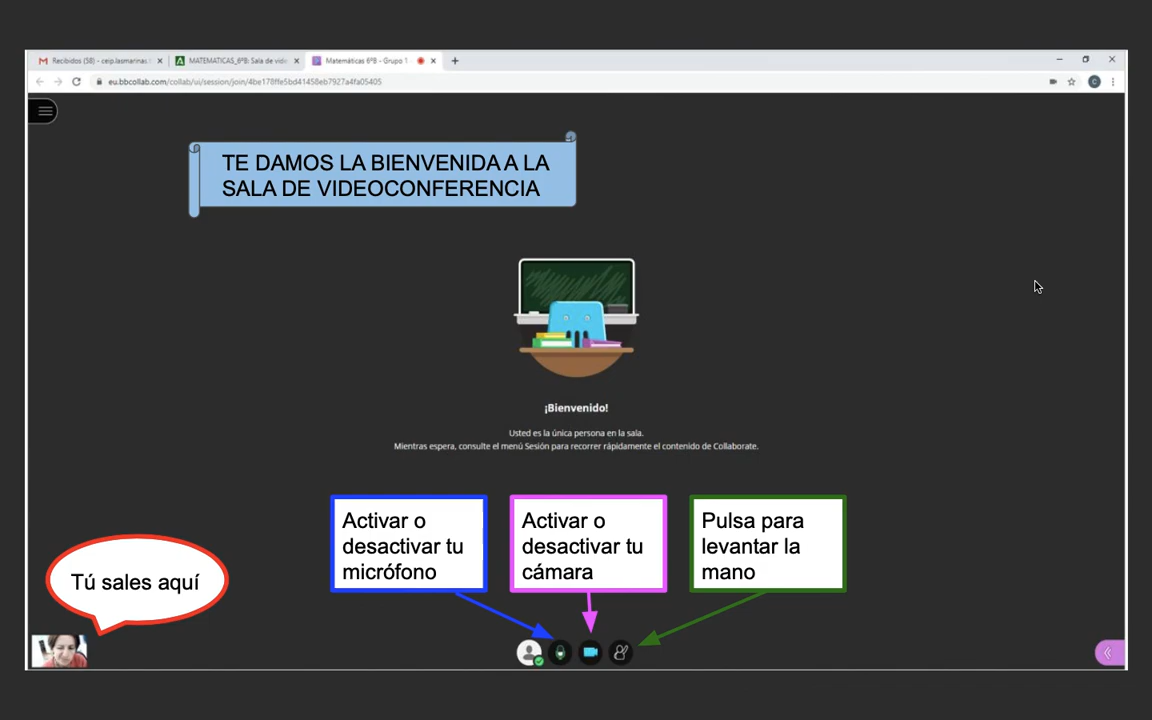 Recibidos (38) - ceip.lasmarinas.
MATEMATICAS_6ºB: Sala de vide
Matemáticas 6ºB - Grupo 1
eu.bbcollab.com/collab/ui/session/join/4be178ffe5bd41458eb7927a4fa05405
TE DAMOS LA BIENVENIDA A LA
SALA DE VIDEOCONFERENCIA
¡Bienvenido!
Usted es la única persona en la sala.
Mientras espera, consulte el menú Sesión para recorrer rápidamente el contenido de Collaborate.
Activar o
desactivar tu
micrófono
Activar o
desactivar tu
cámara
Pulsa para
levantar la
mano
Tú sales aquí